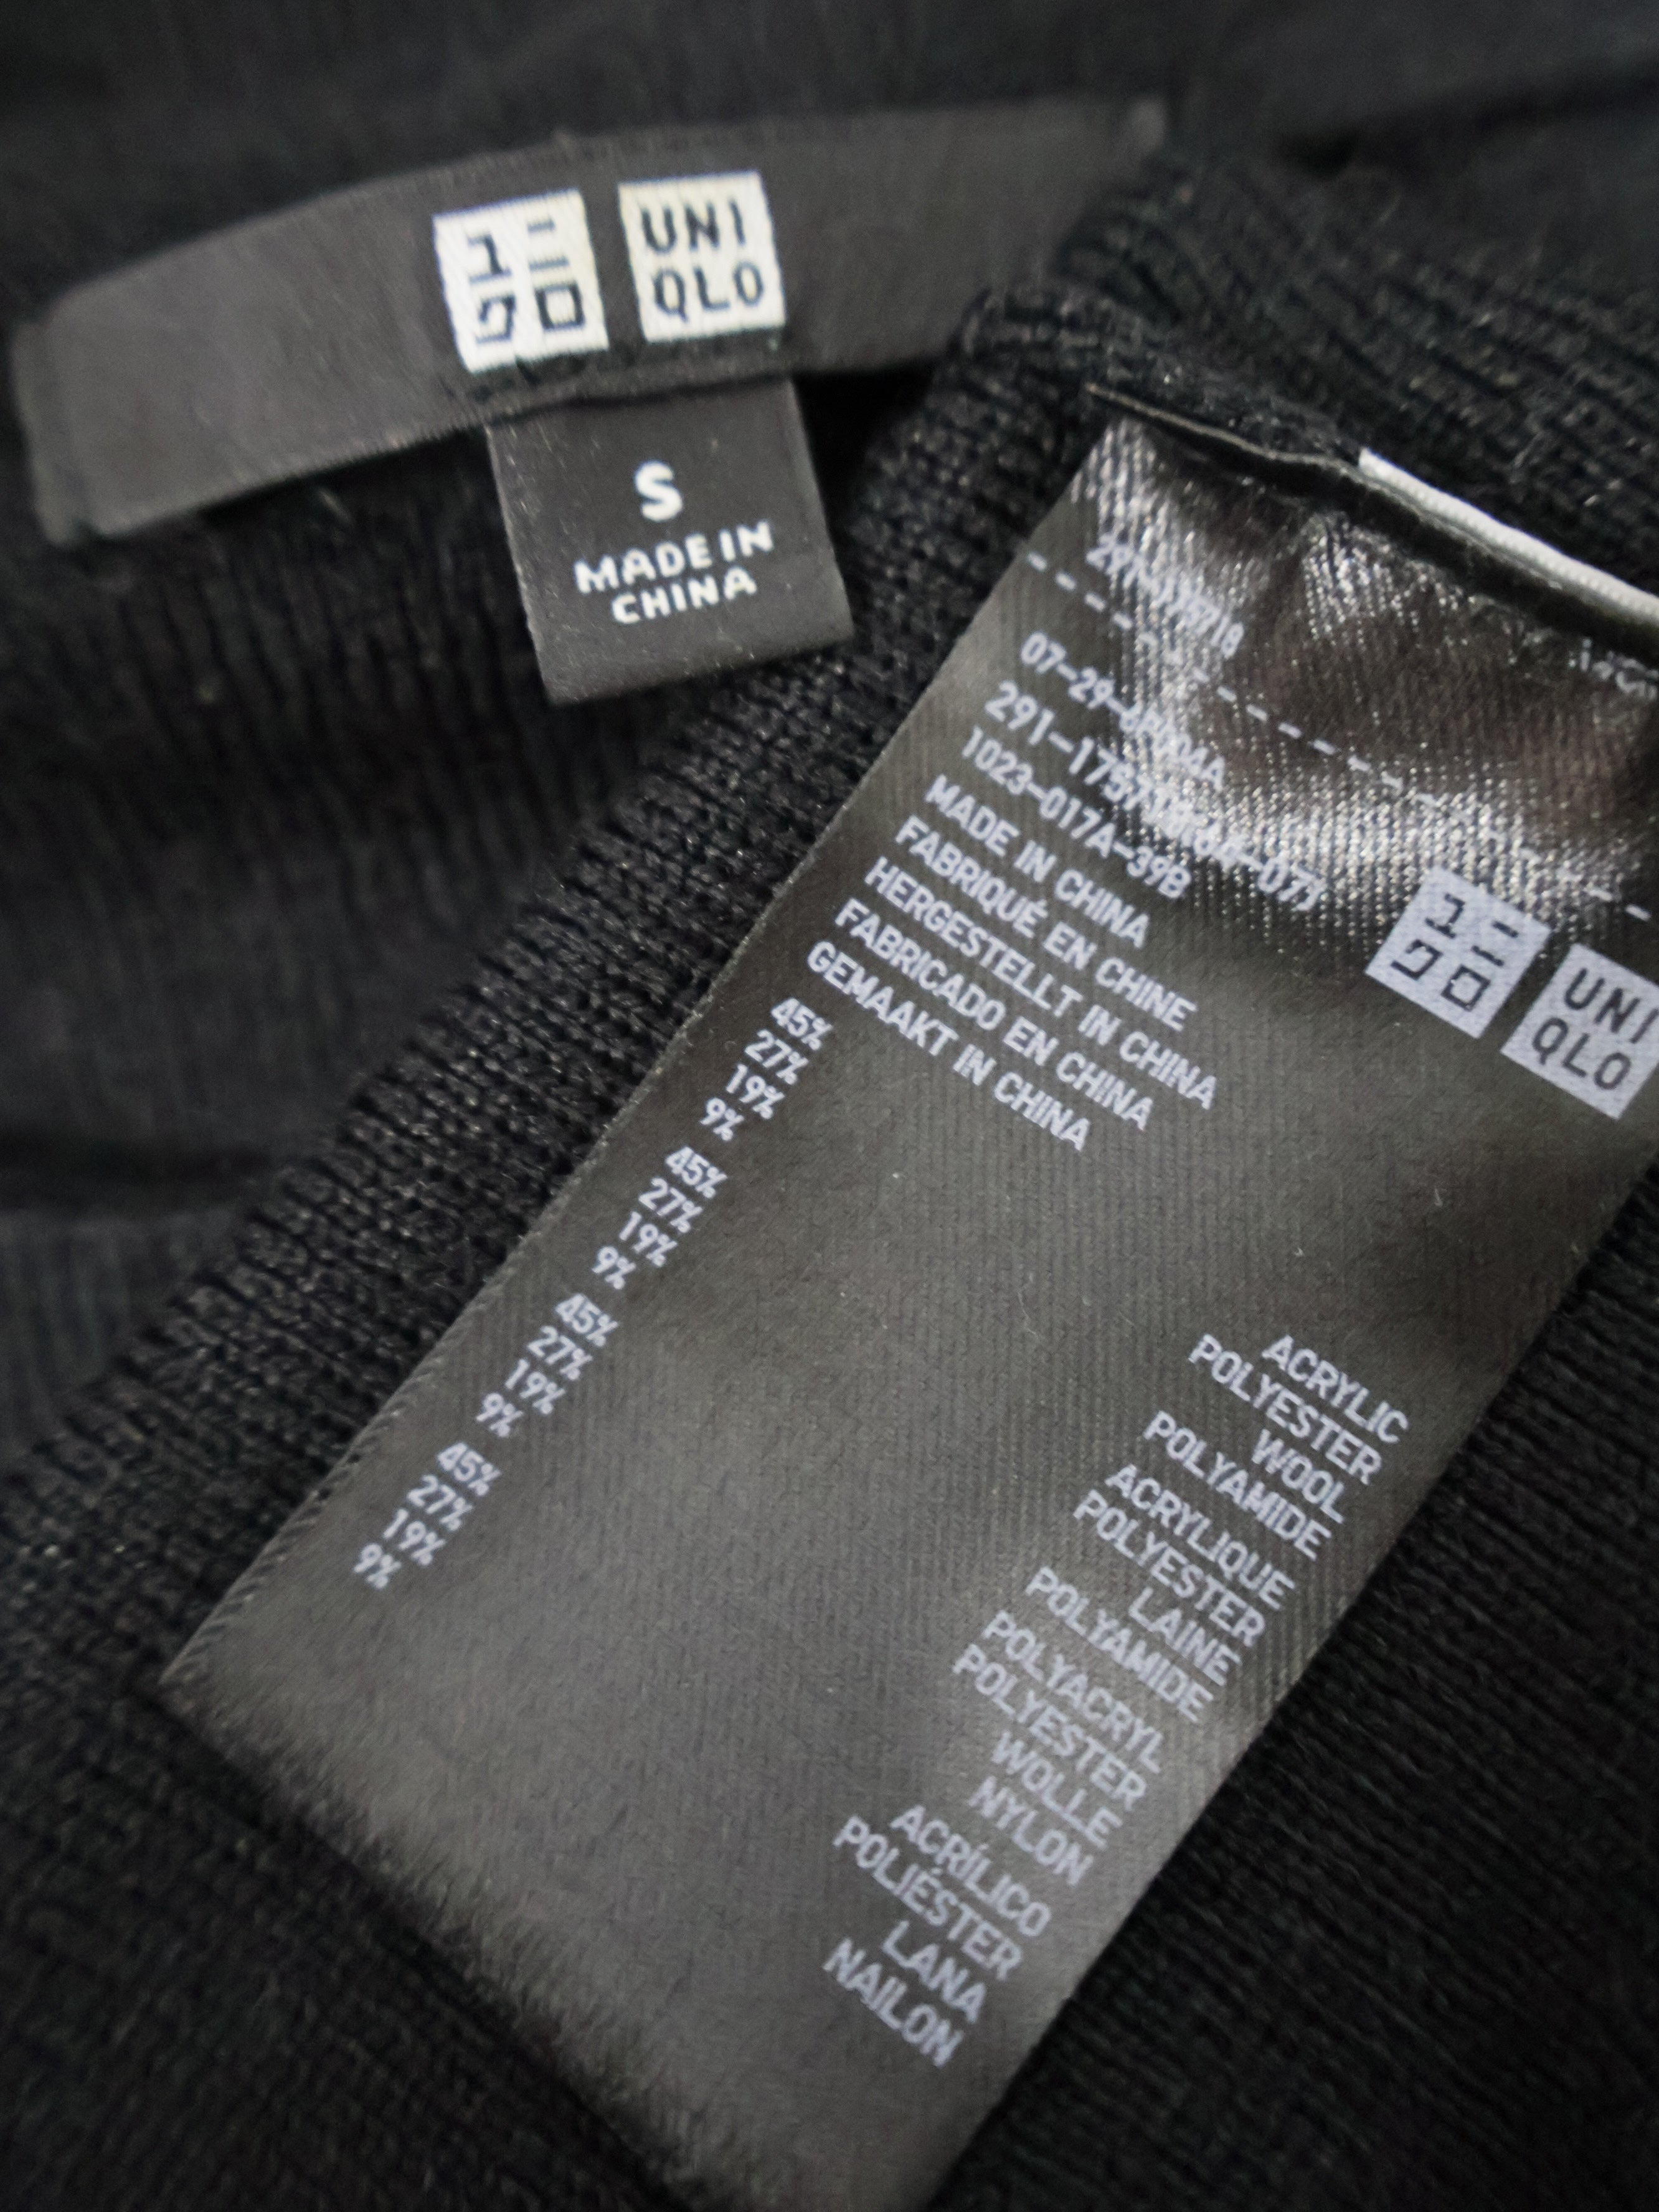 ユニ
クロ
UNI
QLO
S
MADE IN
CHINA
07-29-
1023-017A-39B
MADE IN CHINA
FABRIQUÉ EN CHINE
HERGESTELLT IN CHINA
FABRICADO EN CHINA
GEMAAKT IN CHINA
ユニ
クロ
UNI
QLO
45% ACRYLIC
27% POLYESTER
19% WOOL
9% POLYAMIDE
45% ACRYLIQUE
27% POLYESTER
19% LAINE
9% POLYAMIDE
45% POLYACRYL
27% POLYESTER
19% WOLLE
9% NYLON
45% ACRÍLICO
27% POLIÉSTER
19% LANA
9% NAILON